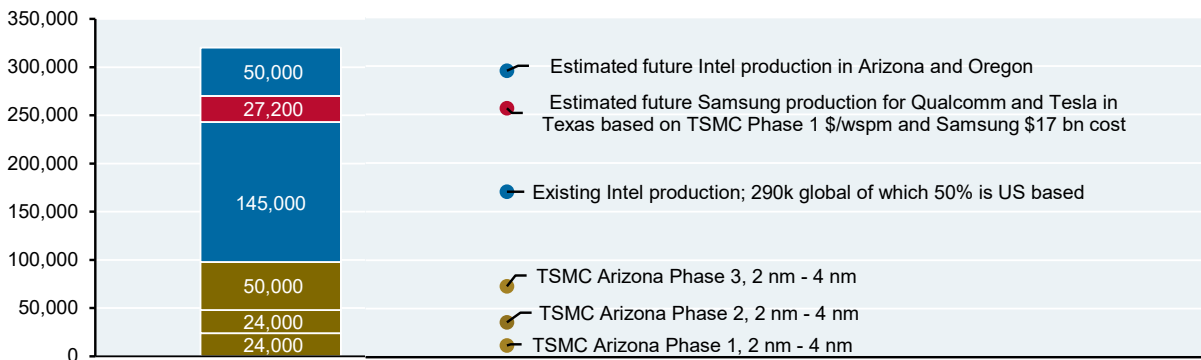 350,000
300,000
250,000
200,000
150,000
100,000
50,000
0
50,000
27,200
145,000
50,000
24,000
24,000
Estimated future Intel production in Arizona and Oregon
Estimated future Samsung production for Qualcomm and Tesla in
Texas based on TSMC Phase 1 $/wspm and Samsung $17 bn cost
Existing Intel production; 290k global of which 50% is US based
TSMC Arizona Phase 3, 2 nm - 4 nm
TSMC Arizona Phase 2, 2 nm - 4 nm
TSMC Arizona Phase 1, 2 nm - 4 nm